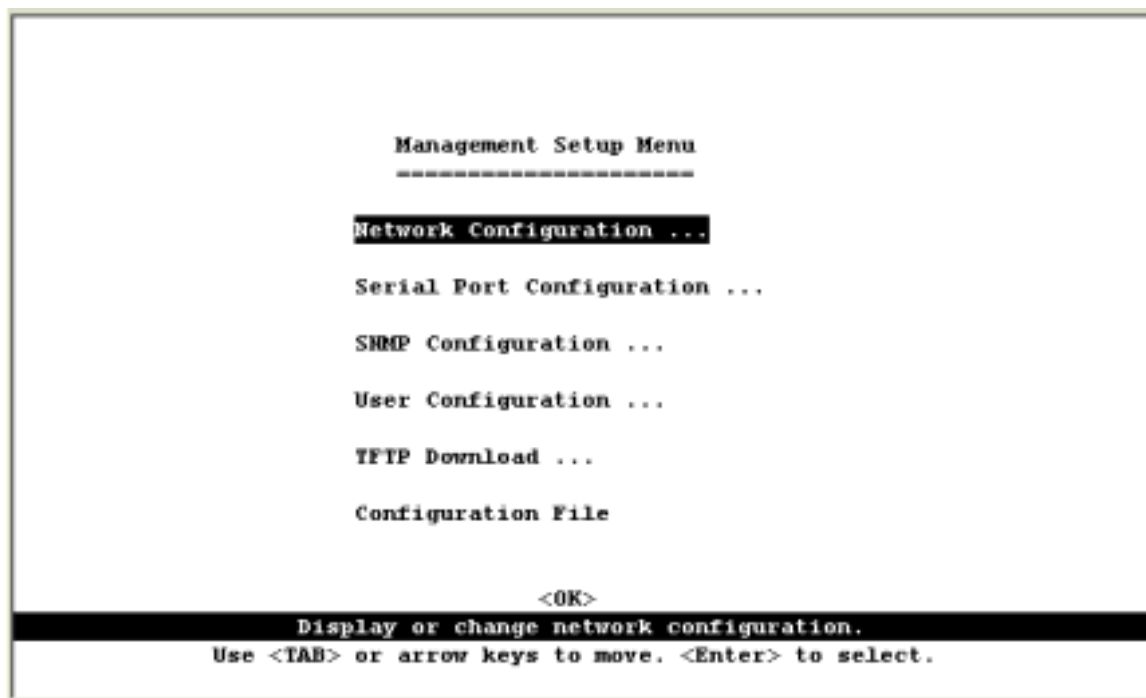 Management Setup Menu
=====================
Network Configuration ...
Serial Port Configuration ...
SNMP Configuration ...
User Configuration ...
TFTP Download ...
Configuration File
<OK>
Display or change network configuration.
Use <TAB> or arrow keys to move. <Enter> to select.